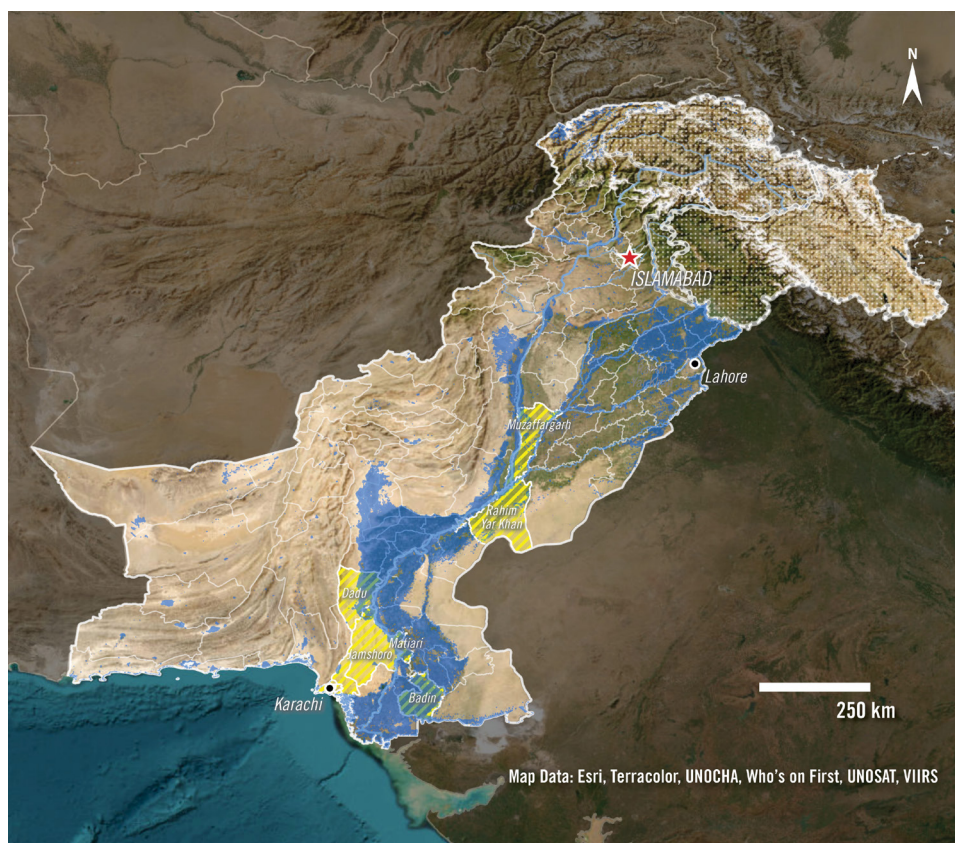 N
ISLAMABAD
Lahore
Muzaffargarh
Rahim
Yar Khan
Dadu
Matiari
Jamshoro
Badin
Karachi
250 km
Map Data: Esri, Terracolor, UNOCHA, Who's on First, UNOSAT, VIIRS